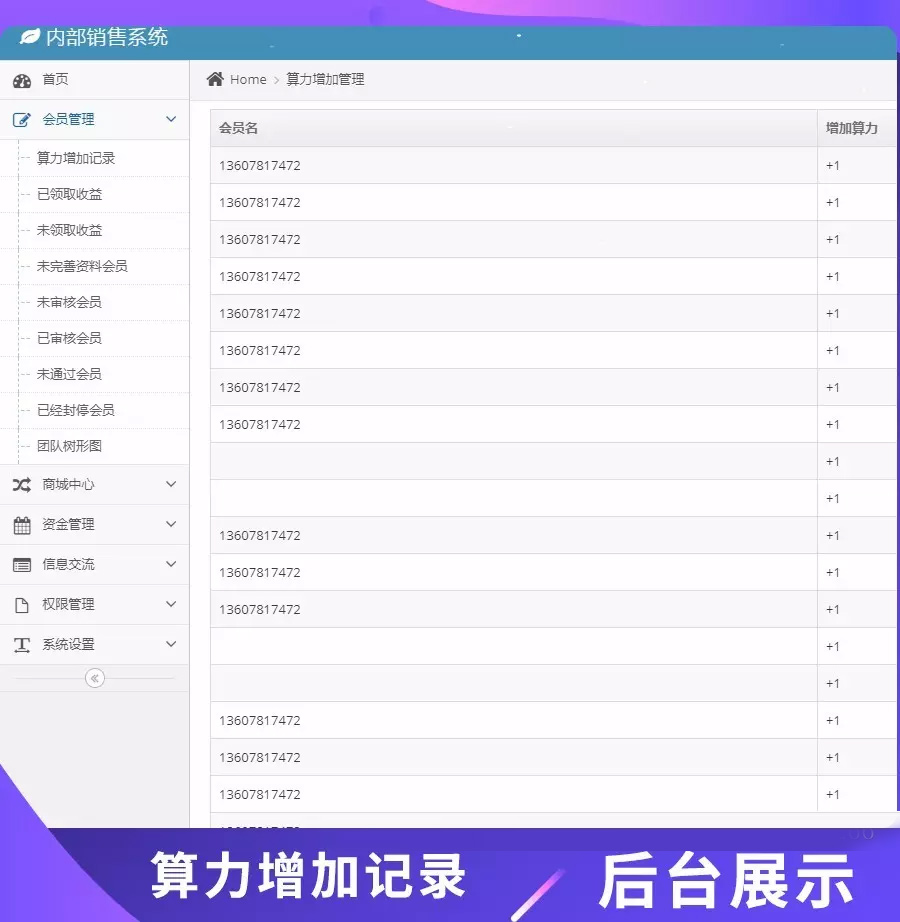 内部销售系统
首页
Home > 算力增加管理
会员管理
算力增加记录
已领取收益
未领取收益
未完善资料会员
未审核会员
已审核会员
未通过会员
已经封停会员
团队树形图
商城中心
资金管理
信息交流
权限管理
系统设置
会员名 增加算力
13607817472 +1
13607817472 +1
13607817472 +1
13607817472 +1
13607817472 +1
13607817472 +1
13607817472 +1
13607817472 +1
+1
+1
13607817472 +1
13607817472 +1
13607817472 +1
+1
+1
13607817472 +1
13607817472 +1
13607817472 +1
算力增加记录 后台展示